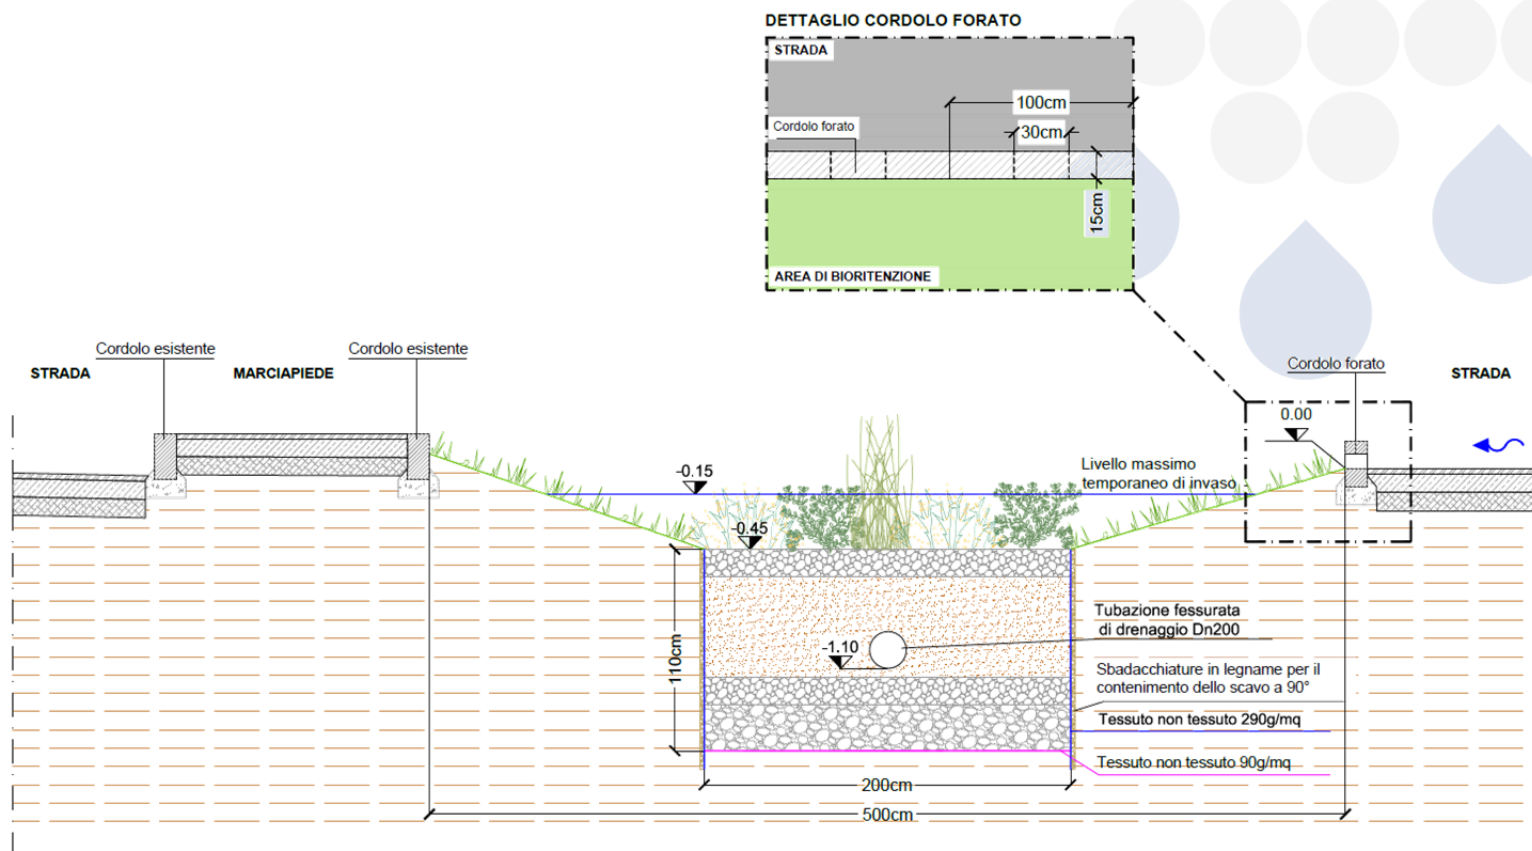 DETTAGLIO CORDOLO FORATO
STRADA
100cm
Cordolo forato
30cm
15cm
AREA DI BIORITENZIONE
Cordolo esistente
Cordolo esistente
Cordolo forato
STRADA
MARCIAPIEDE
STRADA
0.00
-0.15
Livello massimo
temporaneo di invaso
-0.45
Tubazione fessurata
di drenaggio Dn200
-1.10
110cm
Sbadacchiature in legname per il
contenimento dello scavo a 90°
Tessuto non tessuto 290g/mq
Tessuto non tessuto 90g/mq
200cm
500cm